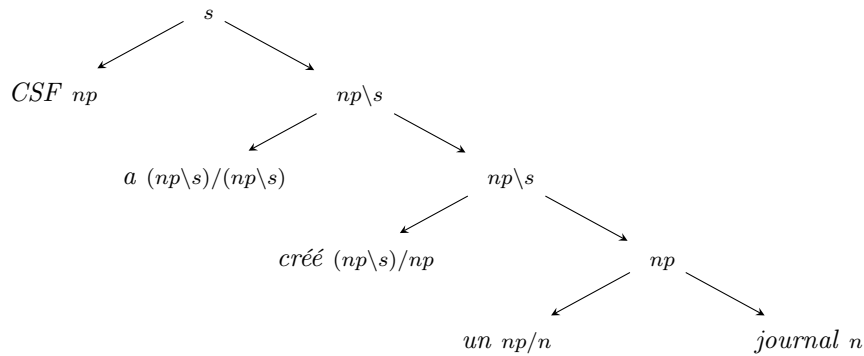 s
CSF np
np\s
a (np\s)/(np\s)
np\s
créé (np\s)/np
np
un np/n
journal n